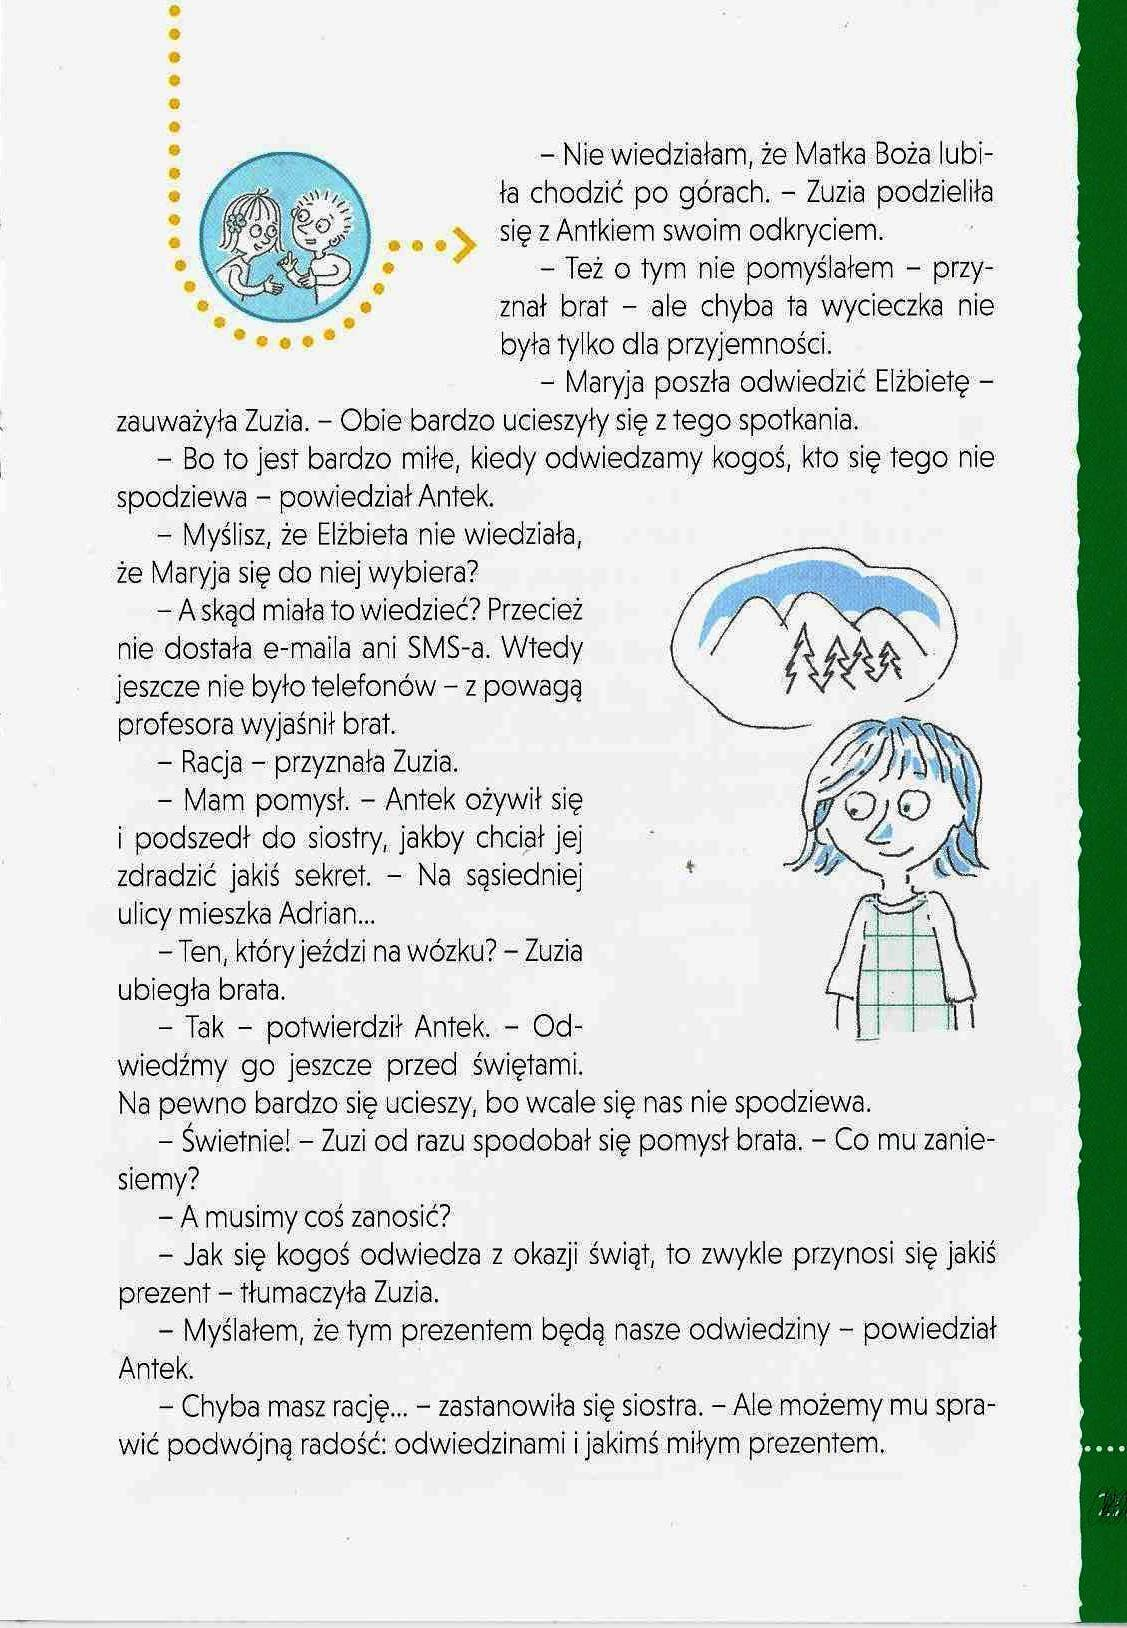 – Nie wiedziałam, że Matka Boża lubi-
ła chodzić po górach. – Zuzia podzieliła
się z Antkiem swoim odkryciem.
– Też o tym nie pomyślałem – przy-
znał brat – ale chyba ta wycieczka nie
była tylko dla przyjemności.
– Maryja poszła odwiedzić Elżbietę –
zauważyła Zuzia. – Obie bardzo ucieszyły się z tego spotkania.
– Bo to jest bardzo miłe, kiedy odwiedzamy kogoś, kto się tego nie
spodziewa – powiedział Antek.
– Myślisz, że Elżbieta nie wiedziała,
że Maryja się do niej wybiera?
– A skąd miała to wiedzieć? Przecież
nie dostała e-maila ani SMS-a. Wtedy
jeszcze nie było telefonów – z powagą
profesora wyjaśnił brat.
– Racja – przyznała Zuzia.
– Mam pomysł. – Antek ożywił się
i podszedł do siostry, jakby chciał jej
zdradzić jakiś sekret. – Na sąsiedniej
ulicy mieszka Adrian...
– Ten, który jeździ na wózku? – Zuzia
ubiegła brata.
– Tak – potwierdził Antek. – Od-
wiedźmy go jeszcze przed świętami.
Na pewno bardzo się ucieszy, bo wcale się nas nie spodziewa.
– Świetnie! – Zuzi od razu spodobał się pomysł brata. – Co mu zanie-
siemy?
– A musimy coś zanosić?
– Jak się kogoś odwiedza z okazji świąt, to zwykle przynosi się jakiś
prezent – tłumaczyła Zuzia.
– Myślałem, że tym prezentem będą nasze odwiedziny – powiedział
Antek.
– Chyba masz rację... – zastanowiła się siostra. – Ale możemy mu spra-
wić podwójną radość: odwiedzinami i jakimś miłym prezentem.